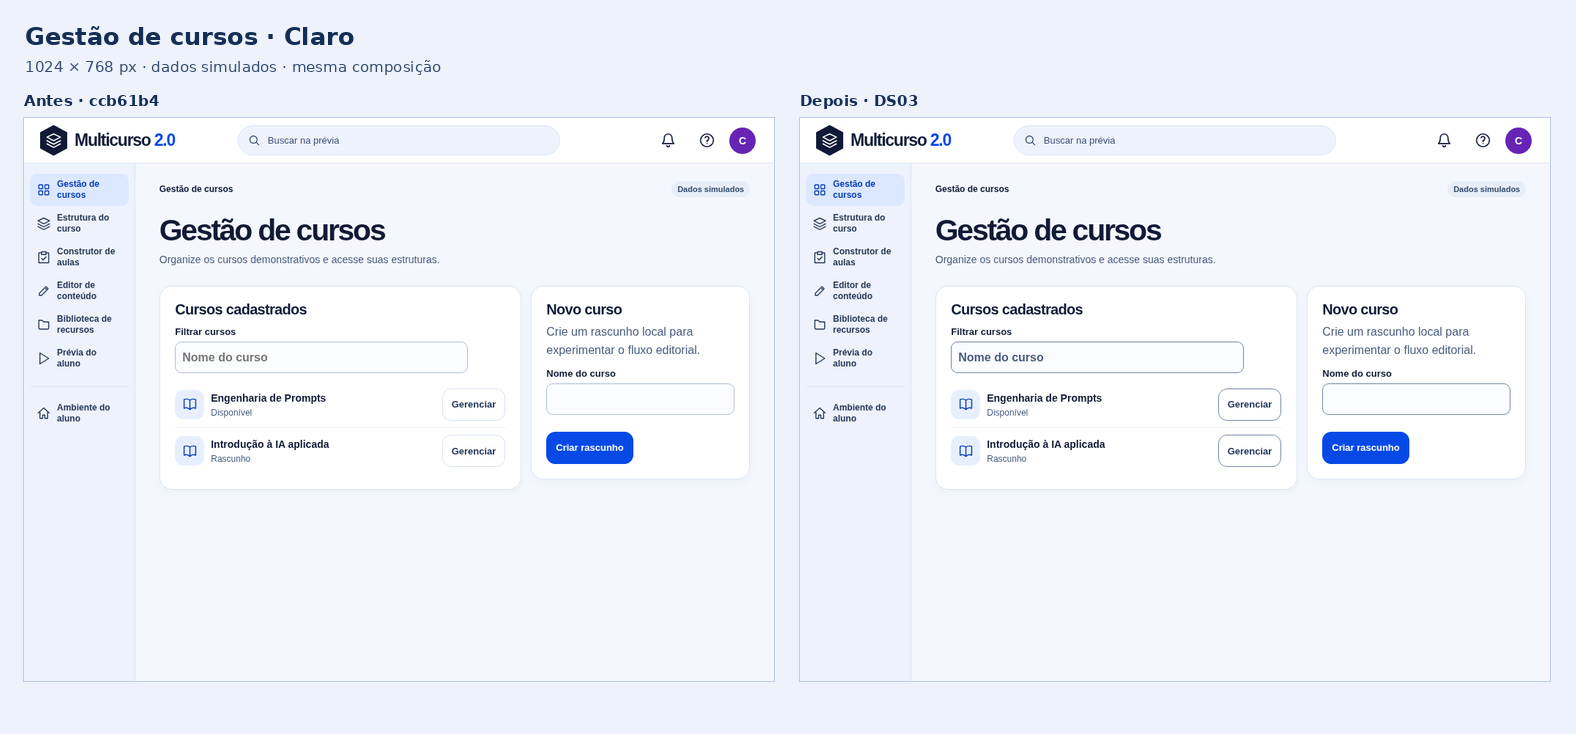 Gestão de cursos · Claro
1024 × 768 px · dados simulados · mesma composição
Antes · ccb61b4
Multicurso 2.0
Buscar na prévia
C
Gestão de
cursos
Estrutura do
curso
Construtor de
aulas
Editor de
conteúdo
Biblioteca de
recursos
Prévia do
aluno
Ambiente do
aluno
Gestão de cursos
Dados simulados
Gestão de cursos
Organize os cursos demonstrativos e acesse suas estruturas.
Cursos cadastrados
Filtrar cursos
Nome do curso
Engenharia de Prompts
Disponível
Gerenciar
Introdução à IA aplicada
Rascunho
Gerenciar
Novo curso
Crie um rascunho local para
experimentar o fluxo editorial.
Nome do curso
Criar rascunho
Depois · DS03
Multicurso 2.0
Buscar na prévia
C
Gestão de
cursos
Estrutura do
curso
Construtor de
aulas
Editor de
conteúdo
Biblioteca de
recursos
Prévia do
aluno
Ambiente do
aluno
Gestão de cursos
Dados simulados
Gestão de cursos
Organize os cursos demonstrativos e acesse suas estruturas.
Cursos cadastrados
Filtrar cursos
Nome do curso
Engenharia de Prompts
Disponível
Gerenciar
Introdução à IA aplicada
Rascunho
Gerenciar
Novo curso
Crie um rascunho local para
experimentar o fluxo editorial.
Nome do curso
Criar rascunho